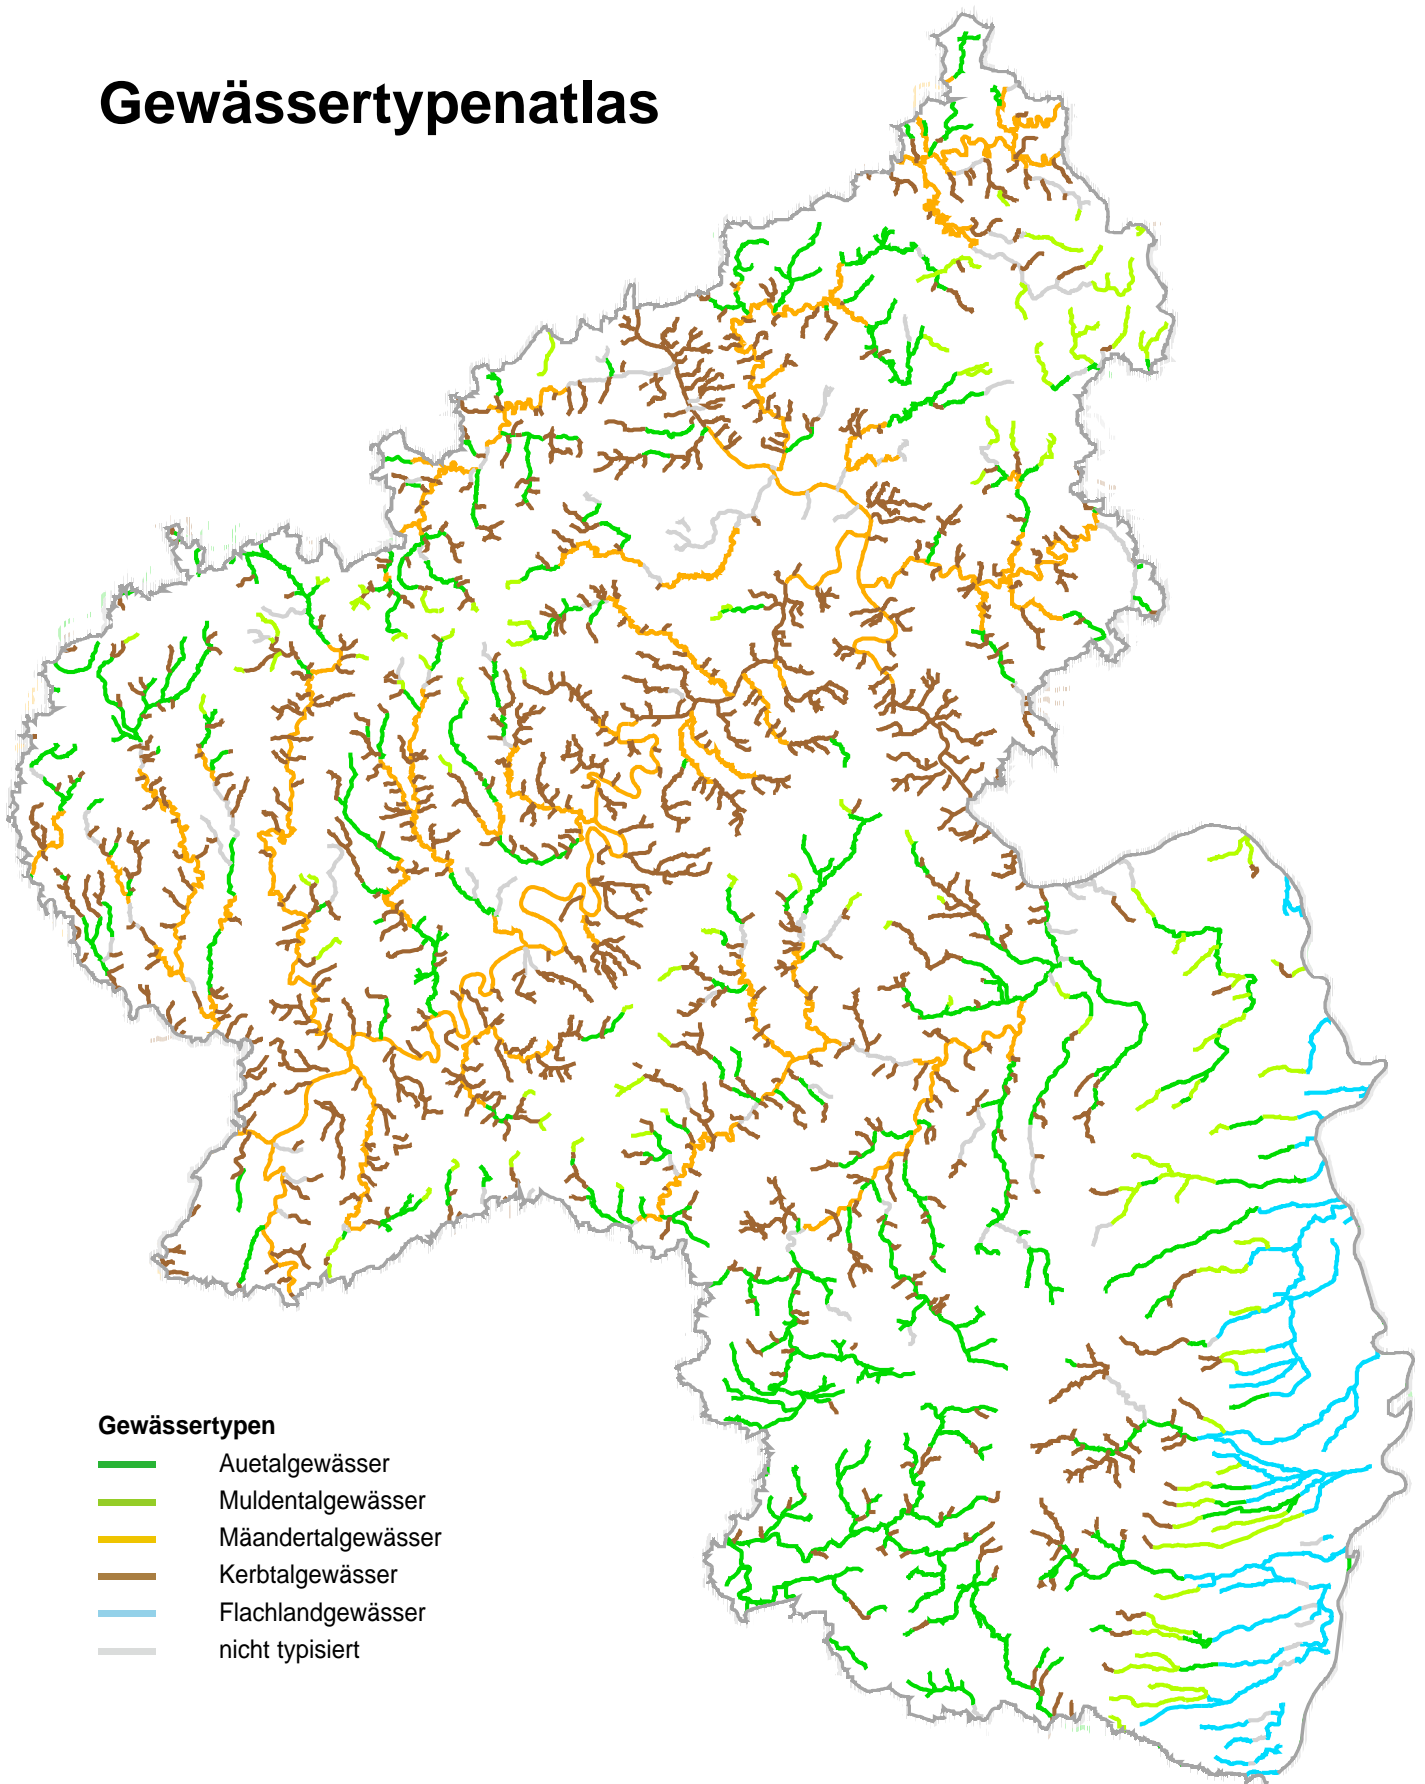 Gewässertypenatlas
Gewässertypen
Auetalgewässer
Muldentalgewässer
Mäandertalgewässer
Kerbtalgewässer
Flachlandgewässer
nicht typisiert